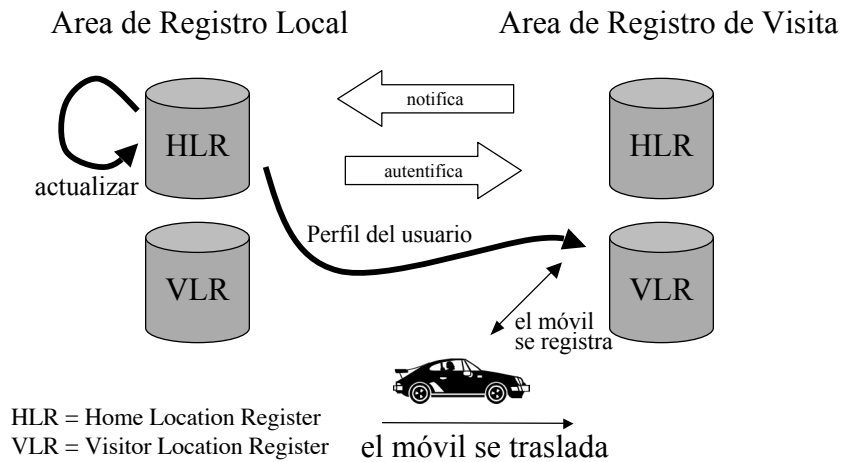 Area de Registro Local
Area de Registro de Visita
notifica
HLR
HLR
autentifica
actualizar
Perfil del usuario
VLR
VLR
el móvil
se registra
HLR = Home Location Register
VLR = Visitor Location Register
el móvil se traslada